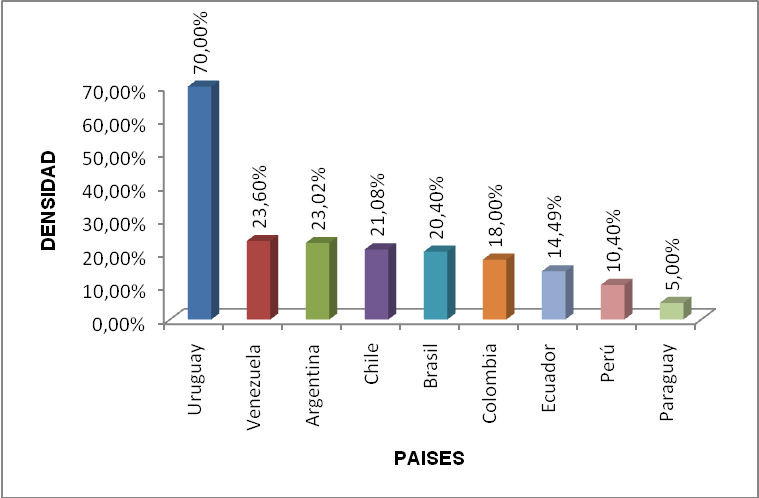 DENSIDAD
70,00%
60,00%
50,00%
40,00%
30,00%
20,00%
10,00%
0,00%
70,00%
23,60%
23,02%
21,08%
20,40%
18,00%
14,49%
10,40%
5,00%
Uruguay
Venezuela
Argentina
Chile
Brasil
Colombia
Ecuador
Perú
Paraguay
PAISES